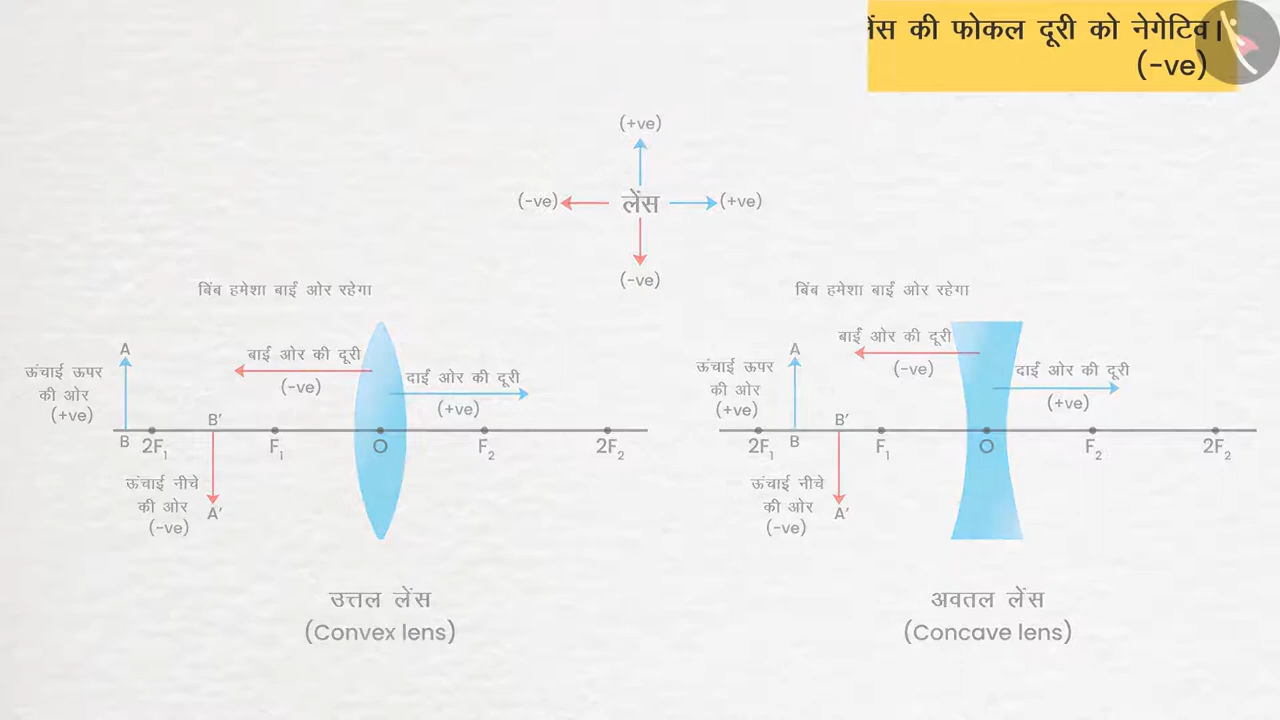 की फोकल दूरी को नेगेटिव।
(-ve)
(+ve)
(-ve) लेंस (+ve)
(-ve)
बिंब हमेशा बाईं ओर रहेगा
A
ऊंचाई ऊपर
की ओर
(+ve)
बाईं ओर की दूरी
(-ve)
दाईं ओर की दूरी
(+ve)
B'
B 2F₁ F₁ O F₂ 2F₂
ऊंचाई नीचे
की ओर
(-ve)
A'
उत्तल लेंस
(Convex lens)
बिंब हमेशा बाईं ओर रहेगा
A
ऊंचाई ऊपर
की ओर
(+ve)
बाईं ओर की दूरी
(-ve)
दाईं ओर की दूरी
(+ve)
B'
2F₁ B F₁ O F₂ 2F₂
ऊंचाई नीचे
की ओर
(-ve)
A'
अवतल लेंस
(Concave lens)